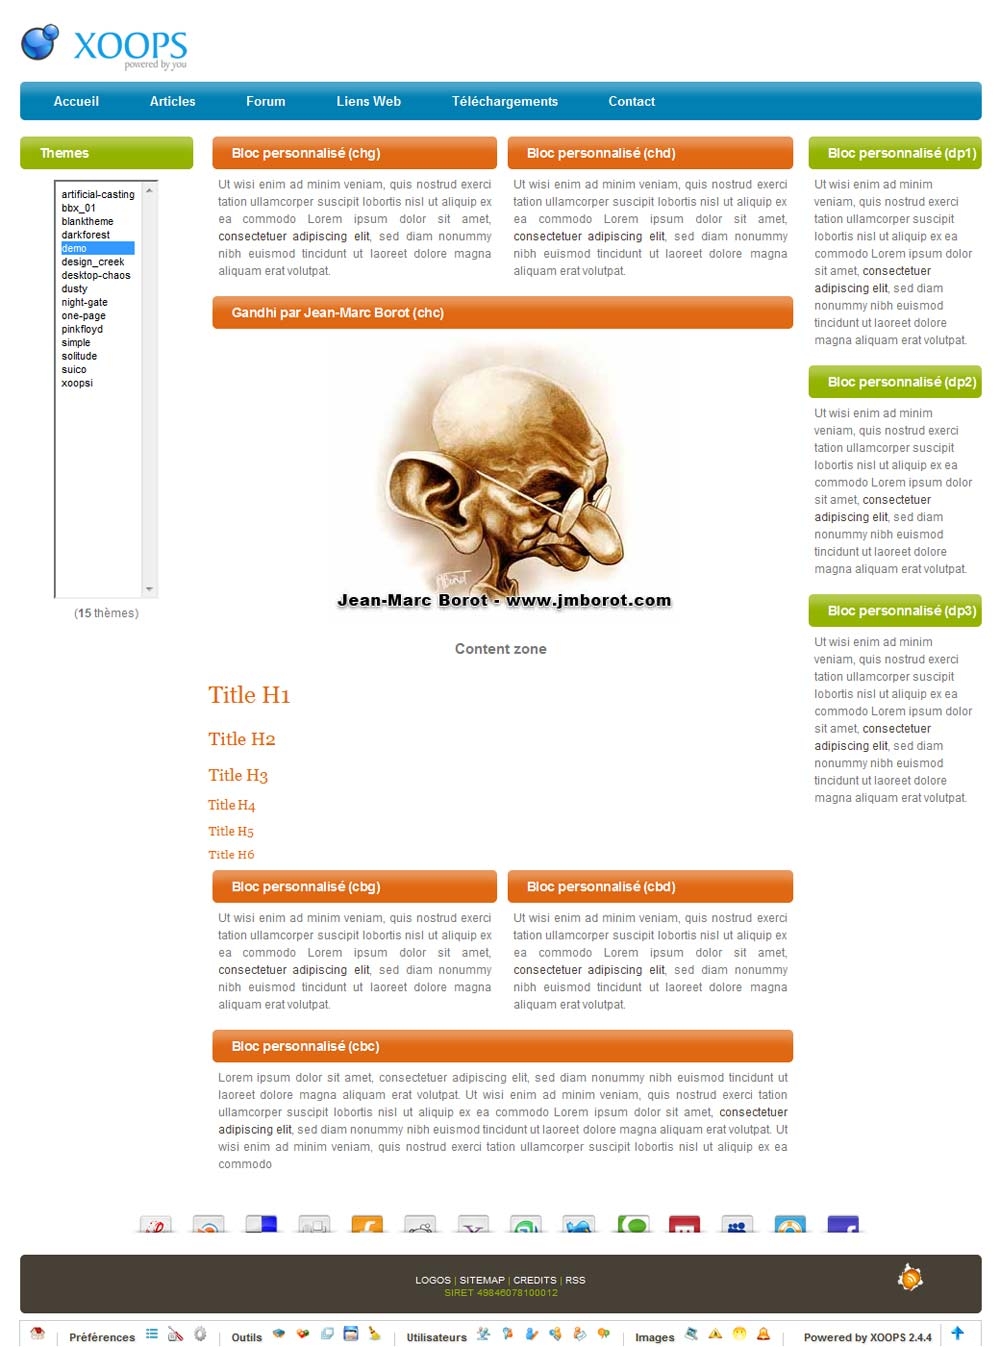 XOOPS
powered by you
Accueil Articles Forum Liens Web Téléchargements Contact
Themes
artificial-casting
bbx_01
blanktheme
darkforest
demo
design_creek
desktop-chaos
dusty
night-gate
one-page
pinkfloyd
simple
solitude
suico
xoopsi
(15 thèmes)
Bloc personnalisé (chg)
Ut wisi enim ad minim veniam, quis nostrud exerci
tation ullamcorper suscipit lobortis nisl ut aliquip ex
ea commodo Lorem ipsum dolor sit amet,
consectetuer adipiscing elit, sed diam nonummy
nibh euismod tincidunt ut laoreet dolore magna
aliquam erat volutpat.
Bloc personnalisé (chd)
Ut wisi enim ad minim veniam, quis nostrud exerci
tation ullamcorper suscipit lobortis nisl ut aliquip ex
ea commodo Lorem ipsum dolor sit amet,
consectetuer adipiscing elit, sed diam nonummy
nibh euismod tincidunt ut laoreet dolore magna
aliquam erat volutpat.
Gandhi par Jean-Marc Borot (chc)
Jean-Marc Borot - www.jmborot.com
Content zone
Title H1
Title H2
Title H3
Title H4
Title H5
Title H6
Bloc personnalisé (cbg)
Ut wisi enim ad minim veniam, quis nostrud exerci
tation ullamcorper suscipit lobortis nisl ut aliquip ex
ea commodo Lorem ipsum dolor sit amet,
consectetuer adipiscing elit, sed diam nonummy
nibh euismod tincidunt ut laoreet dolore magna
aliquam erat volutpat.
Bloc personnalisé (cbd)
Ut wisi enim ad minim veniam, quis nostrud exerci
tation ullamcorper suscipit lobortis nisl ut aliquip ex
ea commodo Lorem ipsum dolor sit amet,
consectetuer adipiscing elit, sed diam nonummy
nibh euismod tincidunt ut laoreet dolore magna
aliquam erat volutpat.
Bloc personnalisé (cbc)
Lorem ipsum dolor sit amet, consectetuer adipiscing elit, sed diam nonummy nibh euismod tincidunt ut
laoreet dolore magna aliquam erat volutpat. Ut wisi enim ad minim veniam, quis nostrud exerci tation
ullamcorper suscipit lobortis nisl ut aliquip ex ea commodo Lorem ipsum dolor sit amet, consectetuer
adipiscing elit, sed diam nonummy nibh euismod tincidunt ut laoreet dolore magna aliquam erat volutpat. Ut
wisi enim ad minim veniam, quis nostrud exerci tation ullamcorper suscipit lobortis nisl ut aliquip ex ea
commodo
Bloc personnalisé (dp1)
Ut wisi enim ad minim
veniam, quis nostrud exerci
tation ullamcorper suscipit
lobortis nisl ut aliquip ex ea
commodo Lorem ipsum dolor
sit amet, consectetuer
adipiscing elit, sed diam
nonummy nibh euismod
tincidunt ut laoreet dolore
magna aliquam erat volutpat.
Bloc personnalisé (dp2)
Ut wisi enim ad minim
veniam, quis nostrud exerci
tation ullamcorper suscipit
lobortis nisl ut aliquip ex ea
commodo Lorem ipsum dolor
sit amet, consectetuer
adipiscing elit, sed diam
nonummy nibh euismod
tincidunt ut laoreet dolore
magna aliquam erat volutpat.
Bloc personnalisé (dp3)
Ut wisi enim ad minim
veniam, quis nostrud exerci
tation ullamcorper suscipit
lobortis nisl ut aliquip ex ea
commodo Lorem ipsum dolor
sit amet, consectetuer
adipiscing elit, sed diam
nonummy nibh euismod
tincidunt ut laoreet dolore
magna aliquam erat volutpat.
LOGOS | SITEMAP | CREDITS | RSS
SIRET 49846078100012
Préférences Outils Utilisateurs Images Powered by XOOPS 2.4.4